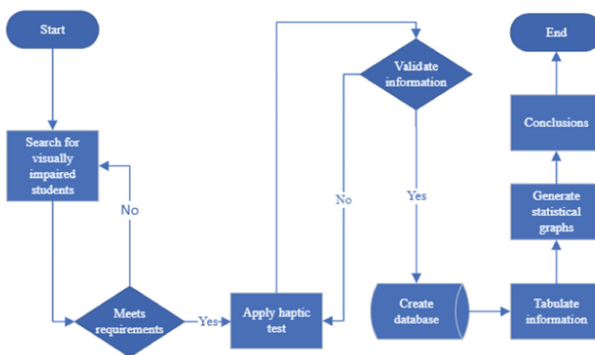 Start
Search for
visually
impaired
students
No
Meets
requirements
Yes
Apply haptic
test
Validate
information
No
Yes
Create
database
Tabulate
information
Generate
statistical
graphs
Conclusions
End